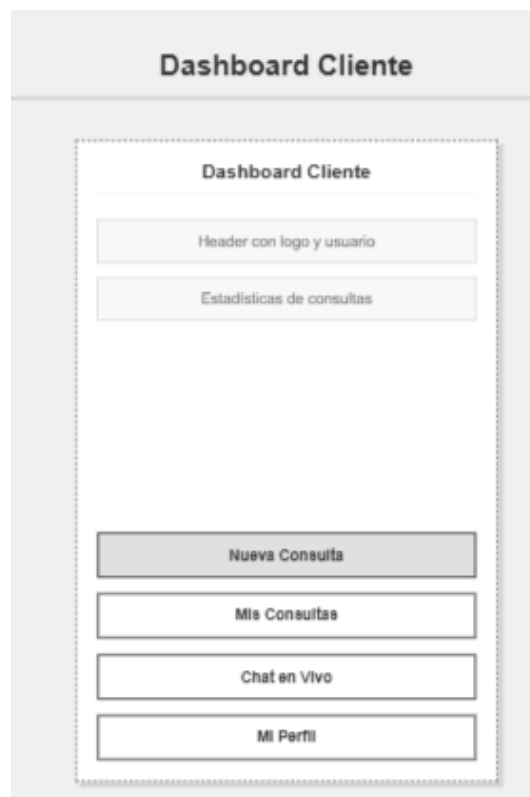 Dashboard Cliente
Dashboard Cliente
Header con logo y usuario
Estadísticas de consultas
Nueva Consulta
Mis Consultas
Chat en Vivo
Mi Perfil